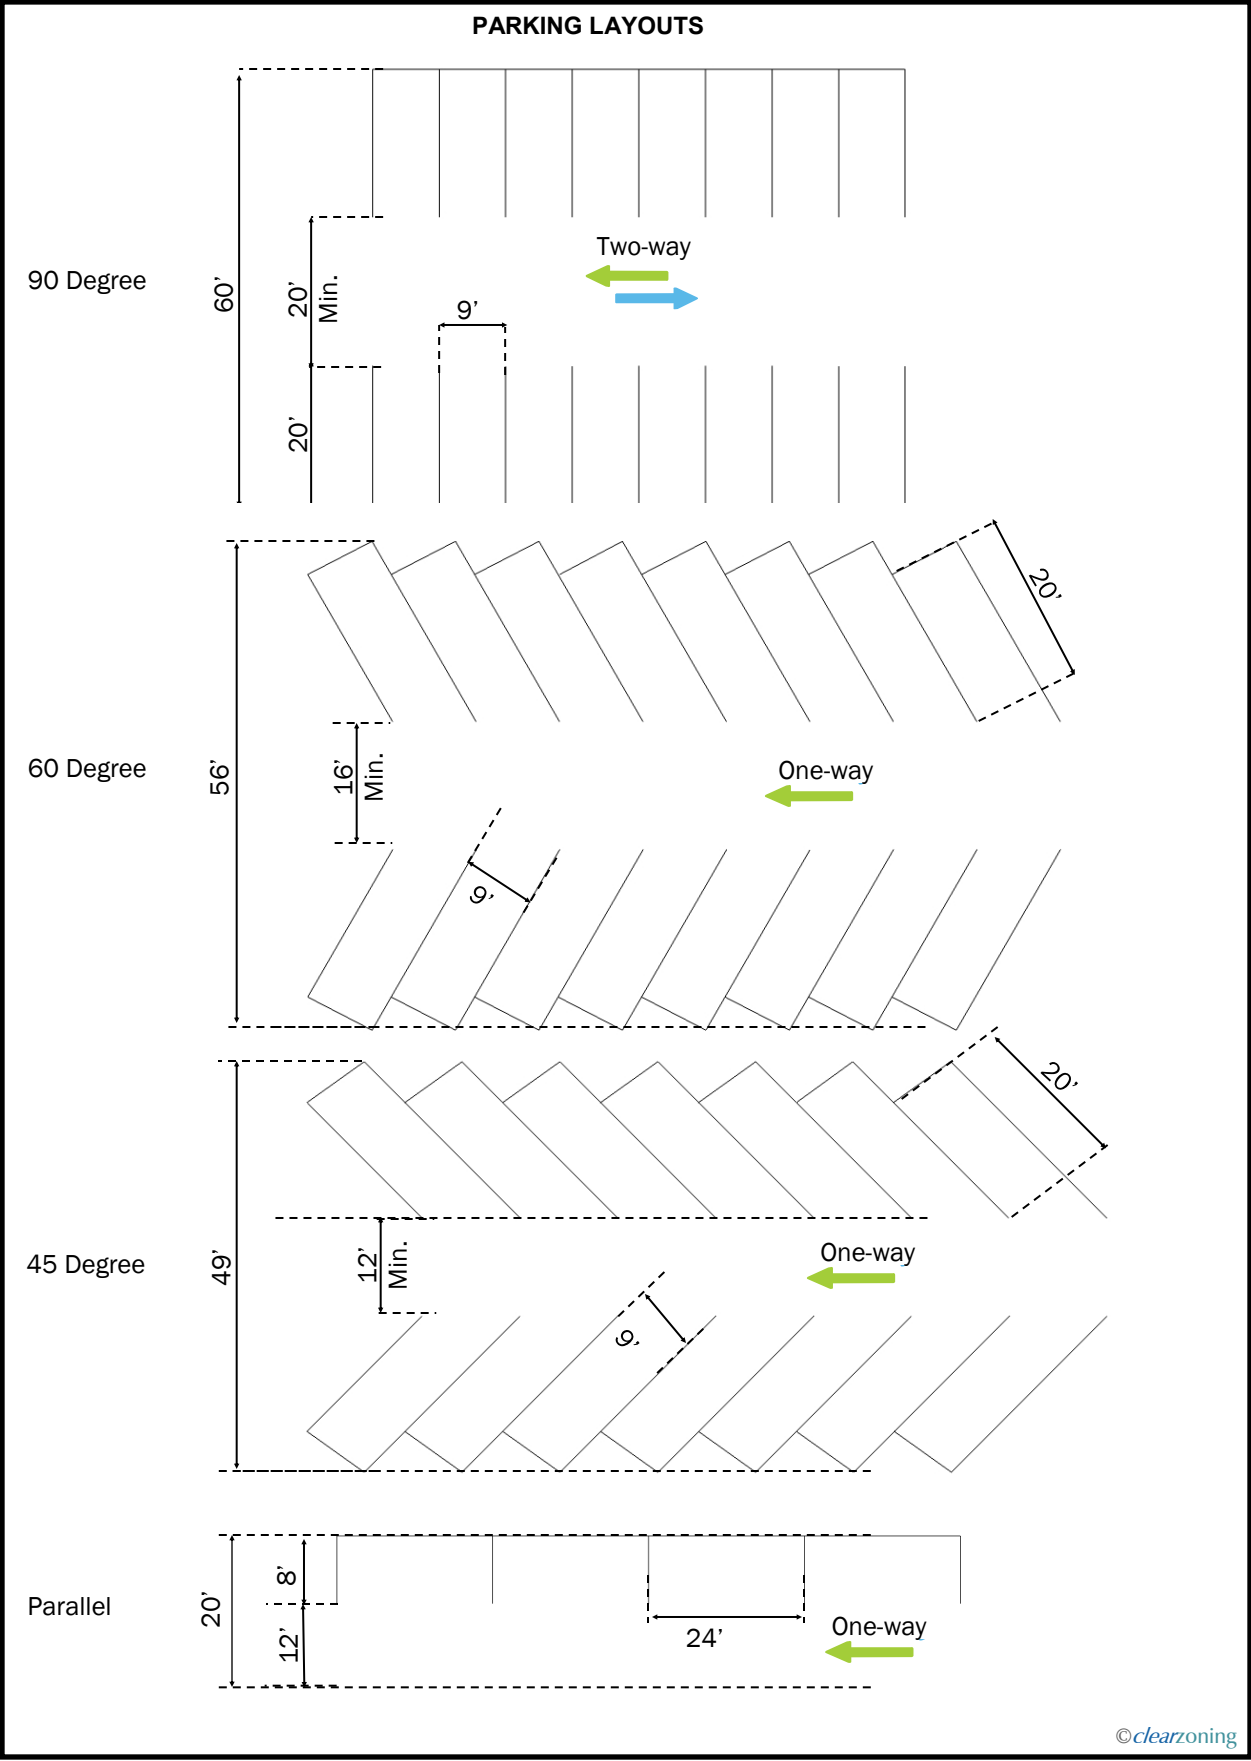 PARKING LAYOUTS
90 Degree
60’
20’
Min.
20’
9’
Two-way
60 Degree
56’
16’
Min.
9’
20’
One-way
45 Degree
49’
12’
Min.
9’
20’
One-way
Parallel
20’
8’
12’
24’
One-way
©clearzoning